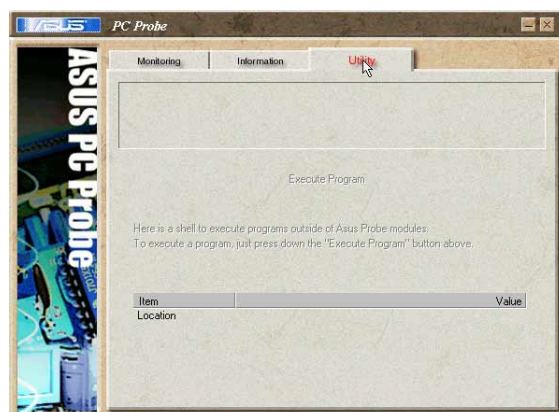 ASUS PC Probe
Monitoring Information Utility
ASUS PC Probe
Execute Program
Here is a shell to execute programs outside of Asus Probe modules.
To execute a program, just press down the "Execute Program" button above.
Item Value
Location